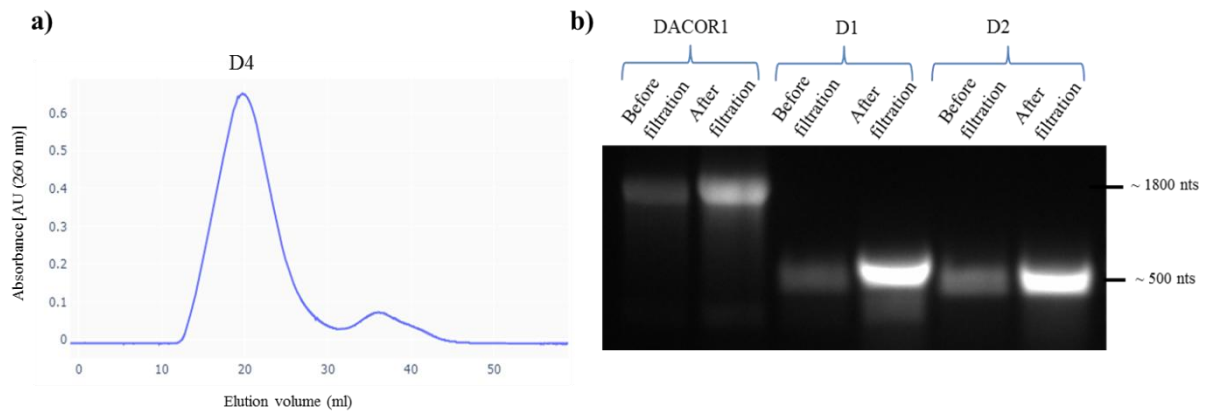 a)
D4
0.6
0.5
0.4
0.3
0.2
0.1
0
0 10 20 30 40 50
Absorbance[AU (260 nm)]
Elution volume (ml)
b)
DACOR1 D1 D2
Before filtration
After filtration
Before filtration
After filtration
Before filtration
After filtration
~ 1800 nts
~ 500 nts